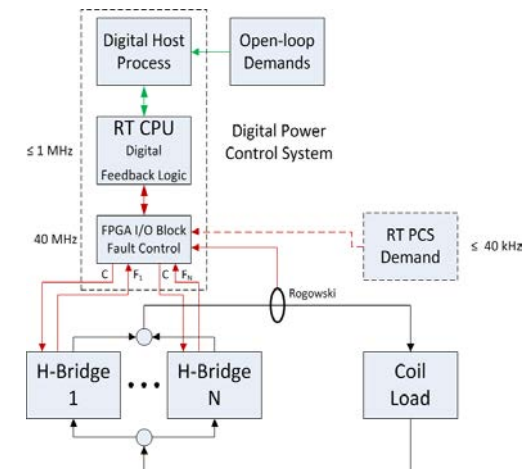 Digital Host
Process
Open-loop
Demands
RT CPU
Digital
Feedback Logic
Digital Power
Control System
≤ 1 MHz
40 MHz
FPGA I/O Block
Fault Control
RT PCS
Demand
≤ 40 kHz
C
F₁
C
Fₙ
Rogowski
H-Bridge
1
• • •
H-Bridge
N
Coil
Load